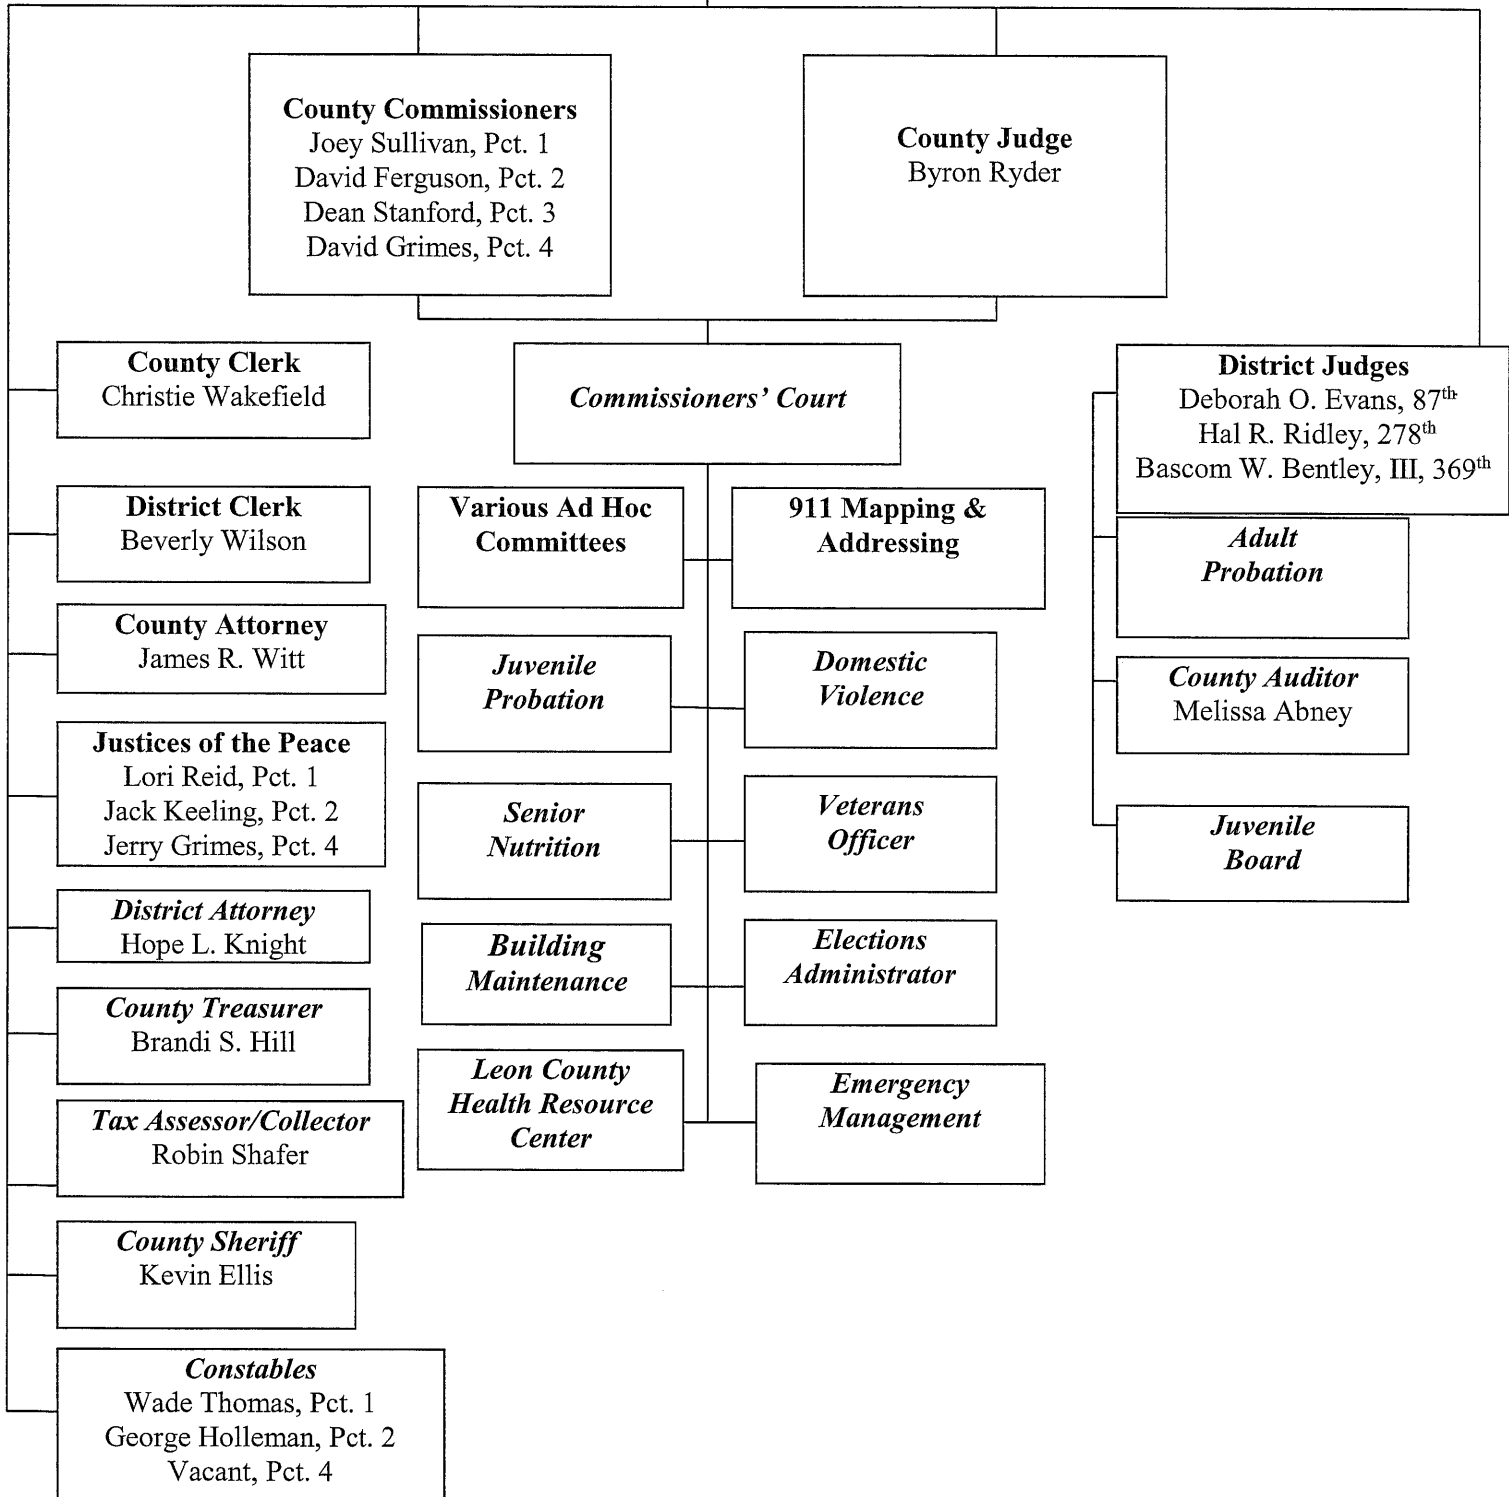 County Commissioners
Joey Sullivan, Pct. 1
David Ferguson, Pct. 2
Dean Stanford, Pct. 3
David Grimes, Pct. 4
County Judge
Byron Ryder
County Clerk
Christie Wakefield
District Clerk
Beverly Wilson
County Attorney
James R. Witt
Justices of the Peace
Lori Reid, Pct. 1
Jack Keeling, Pct. 2
Jerry Grimes, Pct. 4
District Attorney
Hope L. Knight
County Treasurer
Brandi S. Hill
Tax Assessor/Collector
Robin Shafer
County Sheriff
Kevin Ellis
Constables
Wade Thomas, Pct. 1
George Holleman, Pct. 2
Vacant, Pct. 4
Commissioners' Court
Various Ad Hoc
Committees
911 Mapping &
Addressing
Juvenile
Probation
Domestic
Violence
Senior
Nutrition
Veterans
Officer
Building
Maintenance
Elections
Administrator
Leon County
Health Resource
Center
Emergency
Management
District Judges
Deborah O. Evans, 87th
Hal R. Ridley, 278th
Bascom W. Bentley, III, 369th
Adult
Probation
County Auditor
Melissa Abney
Juvenile
Board